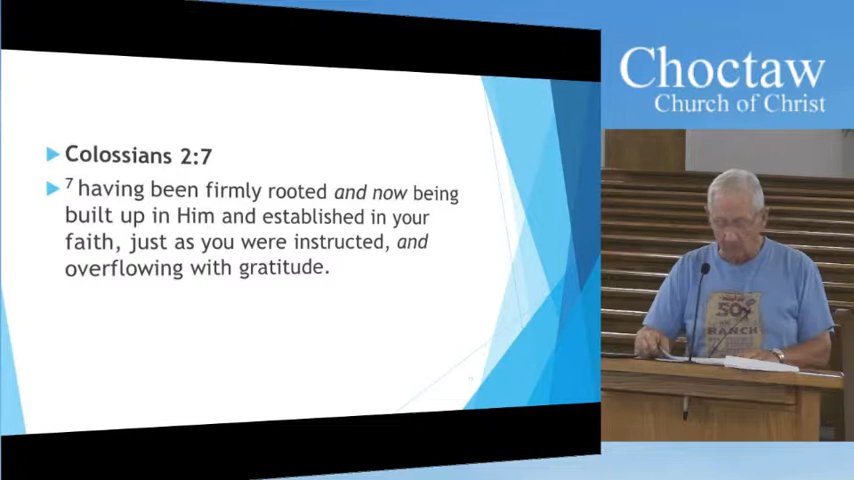 Choctaw
Church of Christ
Colossians 2:7
7 having been firmly rooted and now being
built up in Him and established in your
faith, just as you were instructed, and
overflowing with gratitude.
50
RANCH